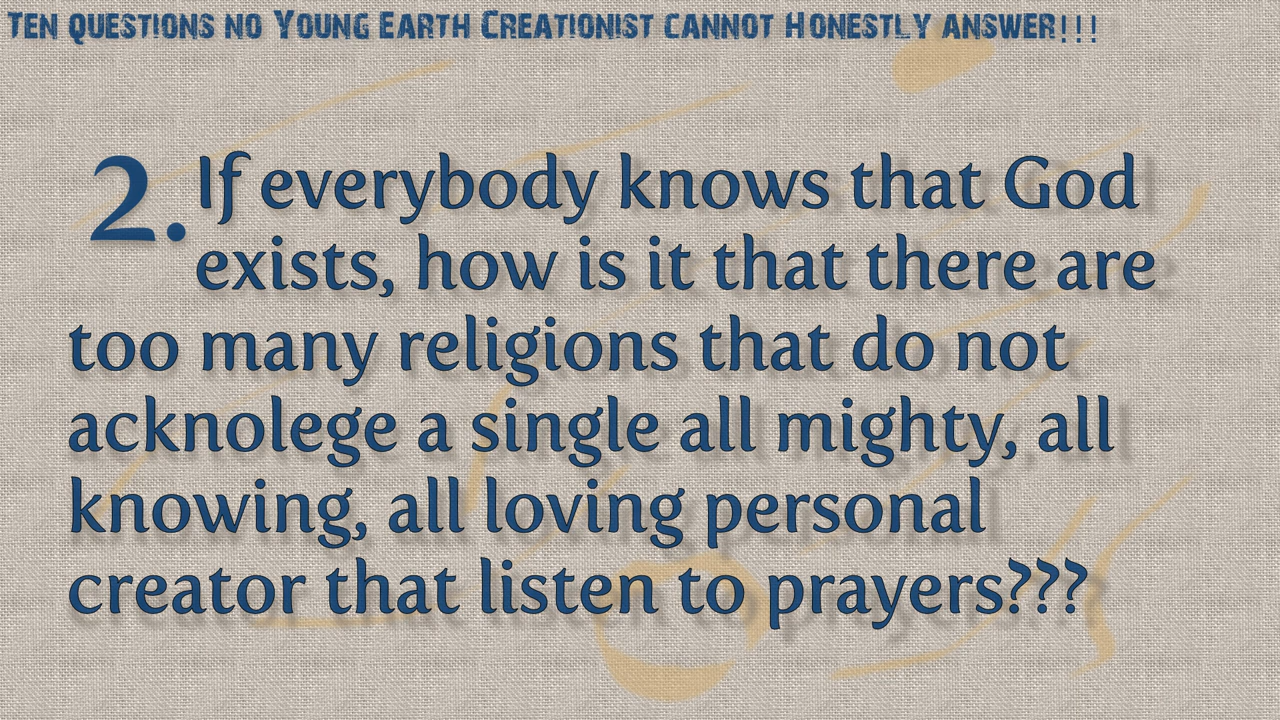 Ten questions no Young Earth Creationist cannot Honestly answer!!!
2. If everybody knows that God
exists, how is it that there are
too many religions that do not
acknolege a single all mighty, all
knowing, all loving personal
creator that listen to prayers???